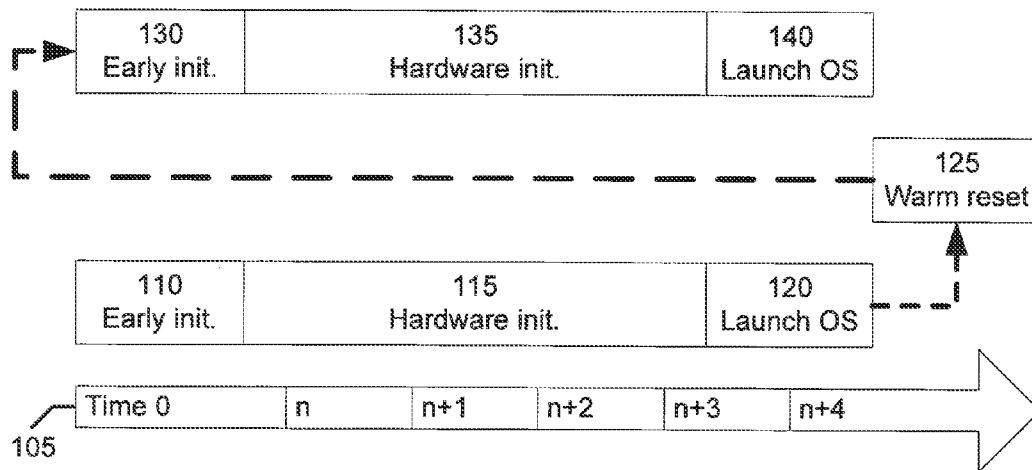 130
Early init.
135
Hardware init.
140
Launch OS
125
Warm reset
110
Early init.
115
Hardware init.
120
Launch OS
Time 0
n
n+1
n+2
n+3
n+4
105